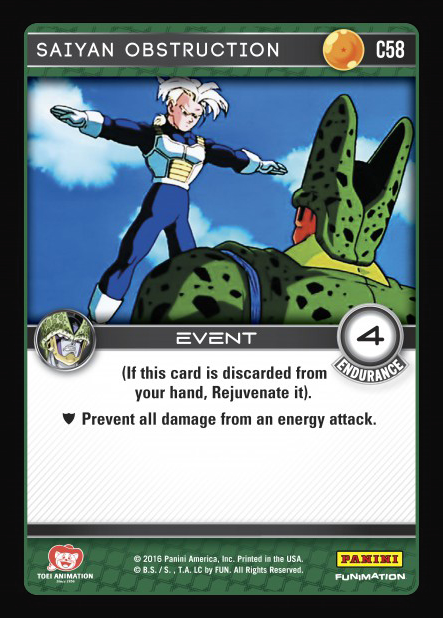 SAIYAN OBSTRUCTION
C58
EVENT
4
ENDURANCE
(If this card is discarded from
your hand, Rejuvenate it).
Prevent all damage from an energy attack.
TOEI ANIMATION
Since 1956
© 2016 Panini America, Inc. Printed in the USA.
© B.S. / S. , T.A. LC by FUN. All Rights Reserved.
PANINI
FUNIMATION